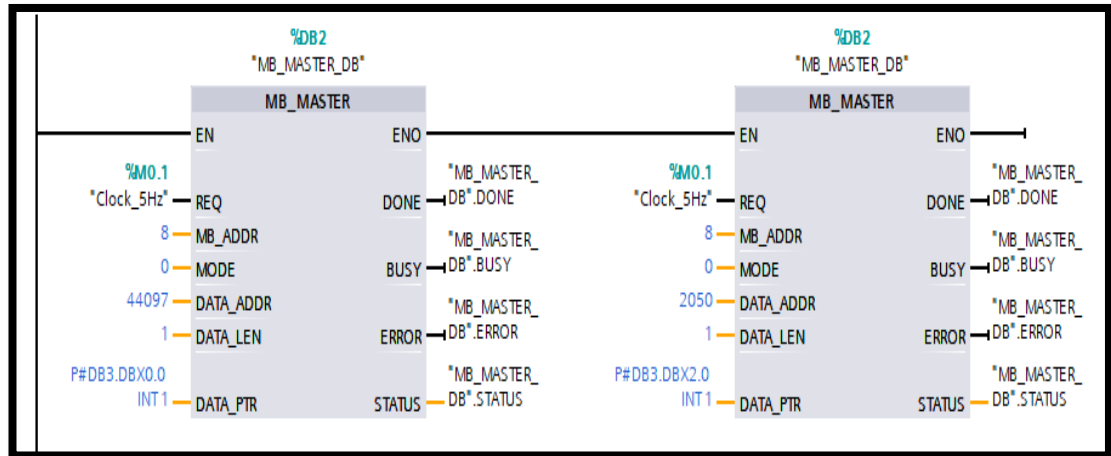 %DB2
"MB_MASTER_DB"
MB_MASTER
EN
ENO
%M0.1
"Clock_5Hz"
REQ
DONE
"MB_MASTER_
DB".DONE
8
MB_ADDR
0
MODE
BUSY
"MB_MASTER_
DB".BUSY
44097
DATA_ADDR
1
DATA_LEN
ERROR
"MB_MASTER_
DB".ERROR
P#DB3.DBX0.0
INT 1
DATA_PTR
STATUS
"MB_MASTER_
DB".STATUS
%DB2
"MB_MASTER_DB"
MB_MASTER
EN
ENO
%M0.1
"Clock_5Hz"
REQ
DONE
"MB_MASTER_
DB".DONE
8
MB_ADDR
0
MODE
BUSY
"MB_MASTER_
DB".BUSY
2050
DATA_ADDR
1
DATA_LEN
ERROR
"MB_MASTER_
DB".ERROR
P#DB3.DBX2.0
INT 1
DATA_PTR
STATUS
"MB_MASTER_
DB".STATUS